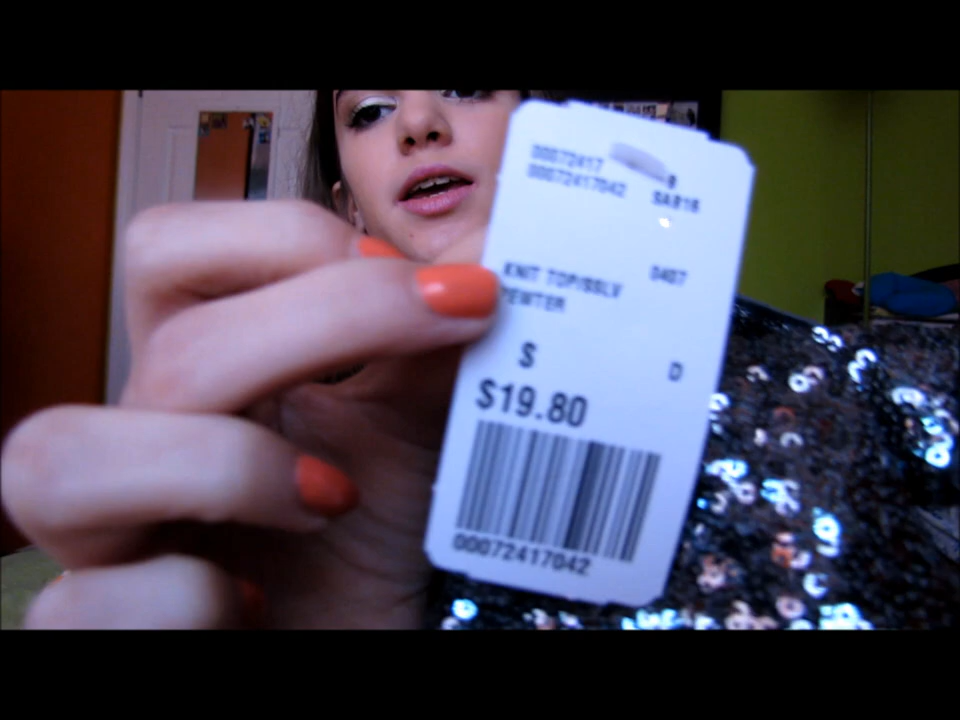 00072417
00072417042
SA816
KNIT TOP/SSLV 0407
PEWTER
S D
$19.80
00072417042